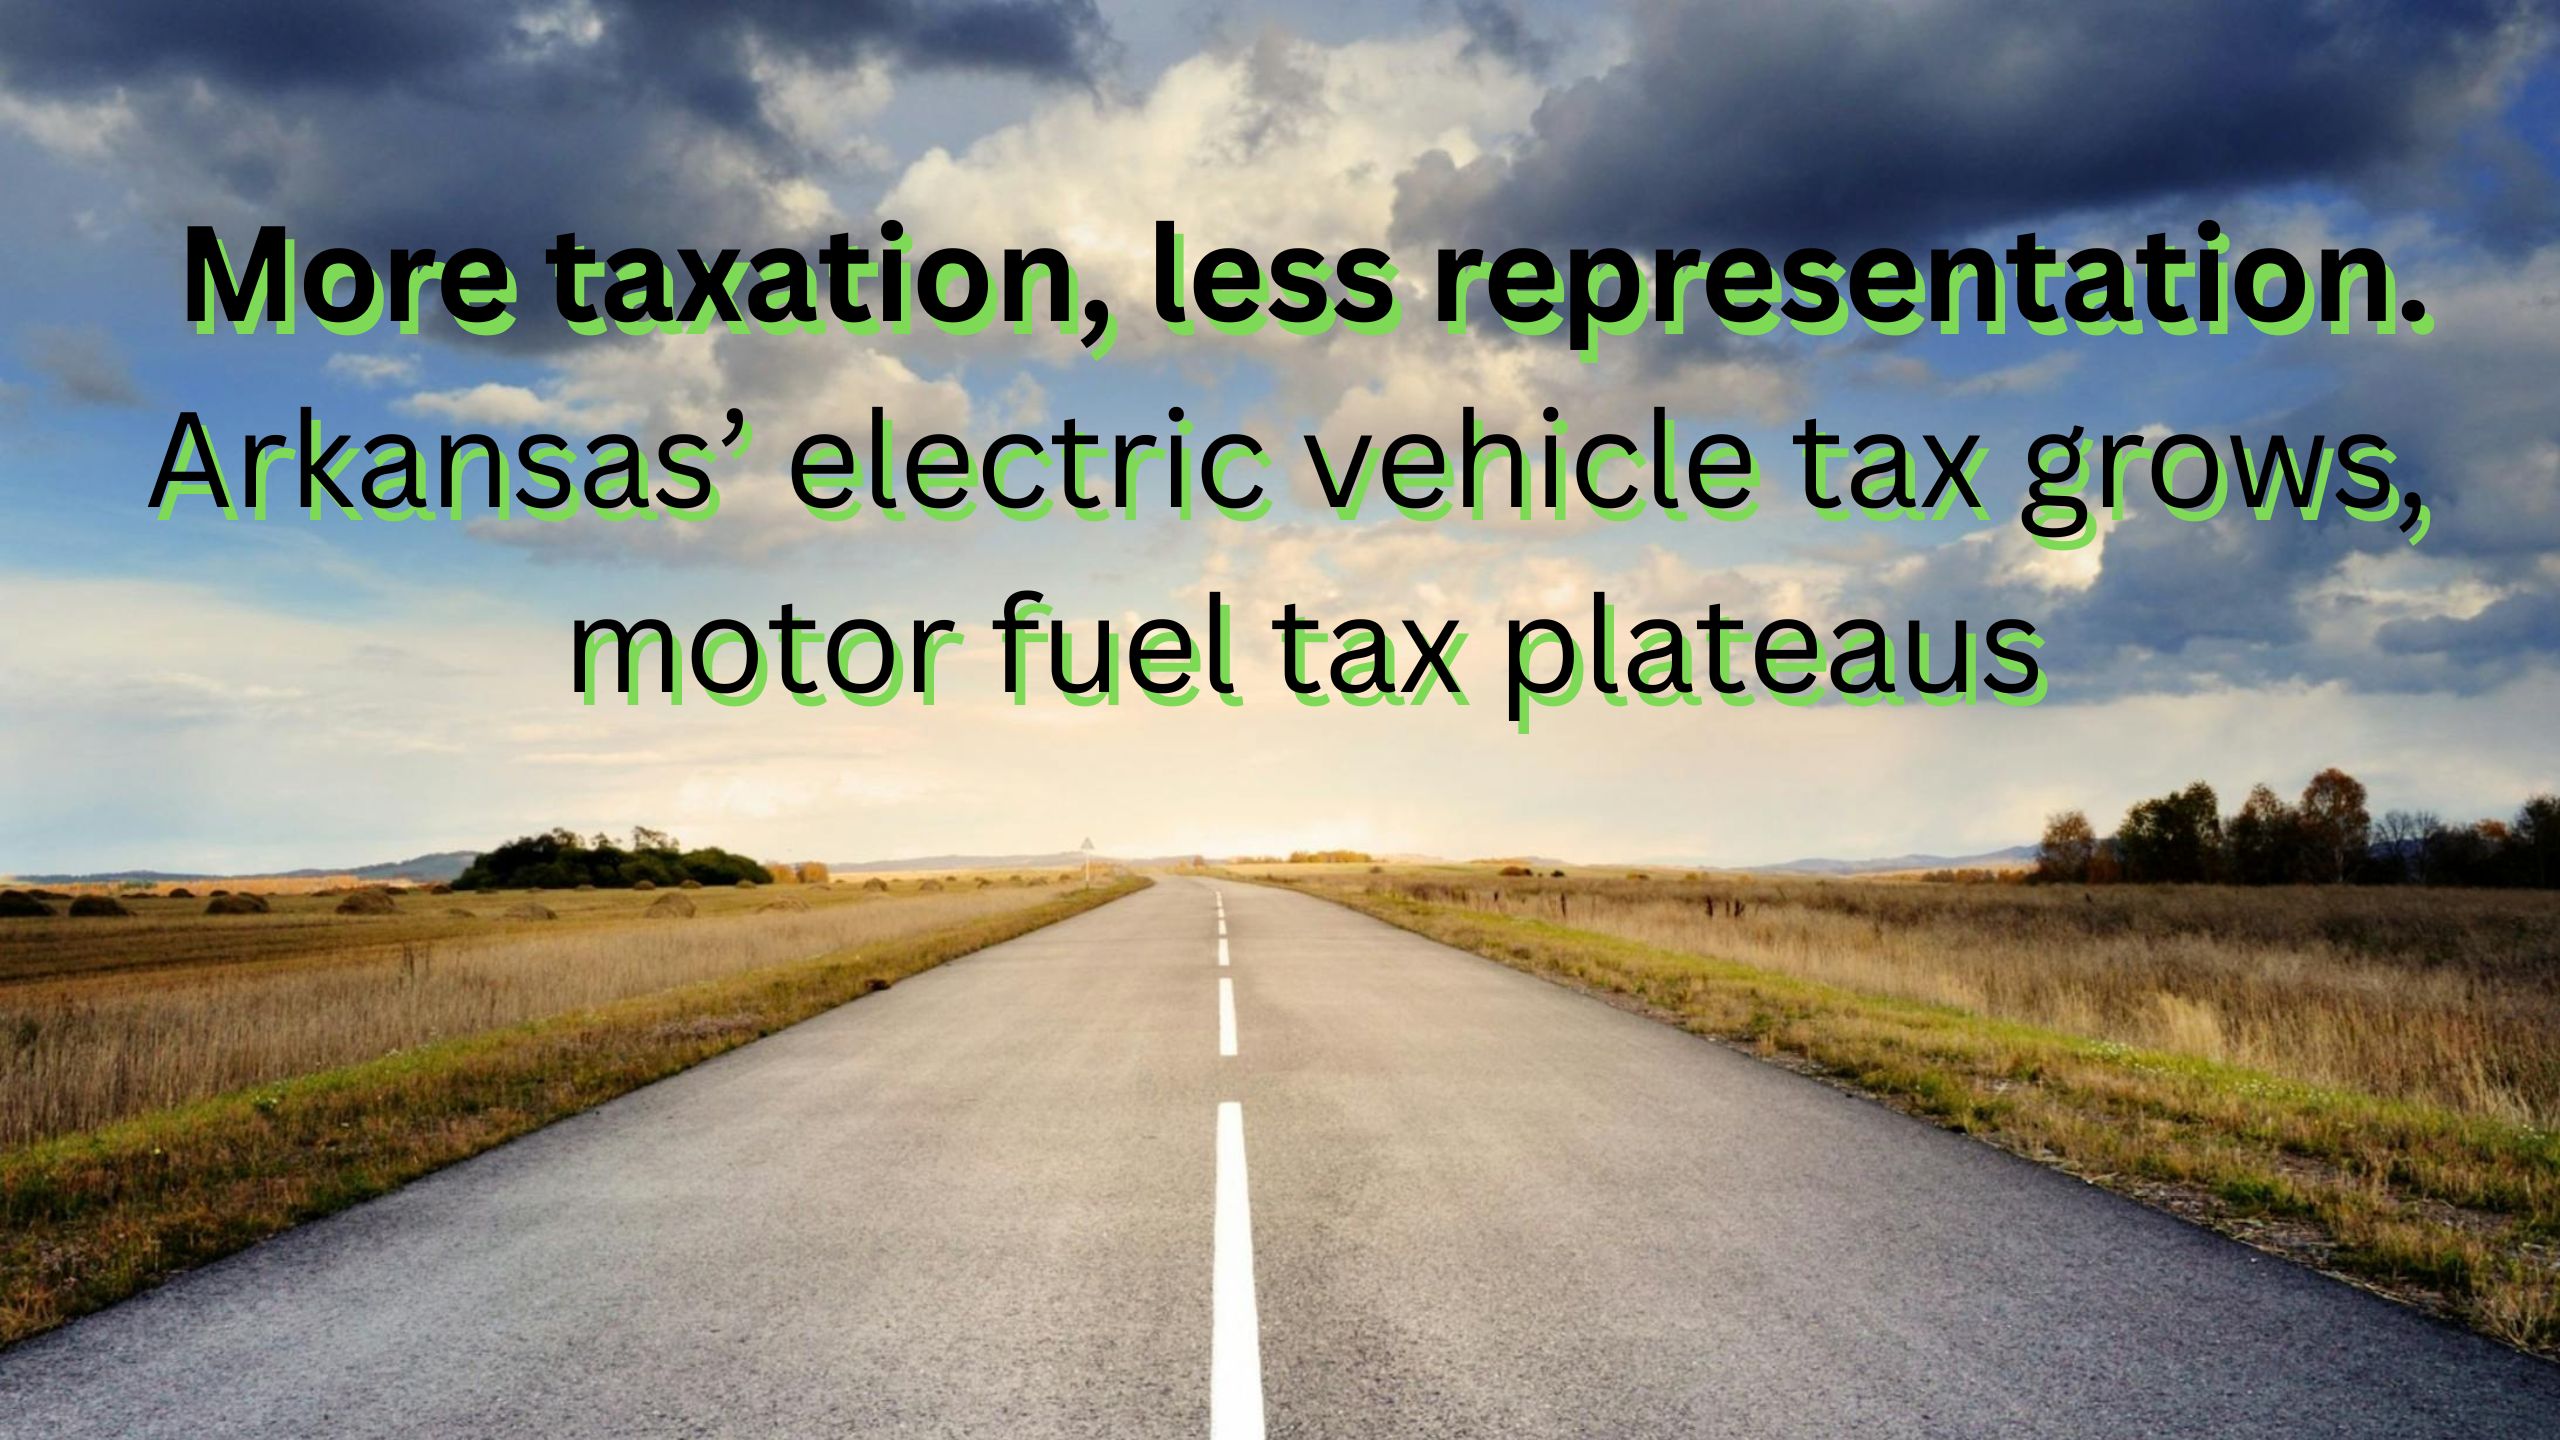 More taxation, less representation.
Arkansas’ electric vehicle tax grows,
motor fuel tax plateaus